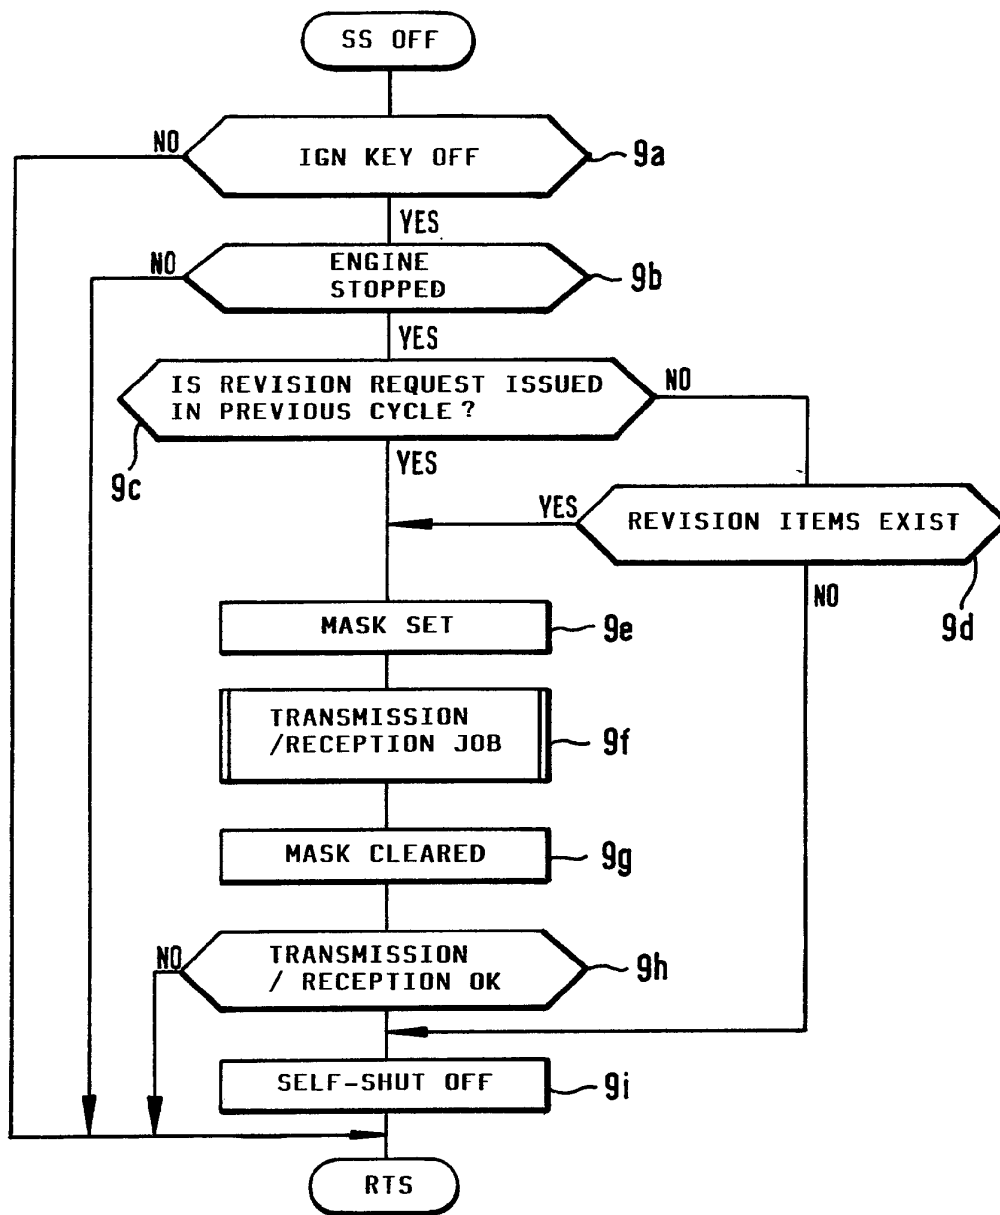 SS OFF
NO
IGN KEY OFF
9a
YES
NO
ENGINE
STOPPED
9b
YES
IS REVISION REQUEST ISSUED
IN PREVIOUS CYCLE?
NO
9c
YES
YES
REVISION ITEMS EXIST
NO
9d
MASK SET
9e
TRANSMISSION
/RECEPTION JOB
9f
MASK CLEARED
9g
NO
TRANSMISSION
/ RECEPTION OK
9h
SELF-SHUT OFF
9i
RTS